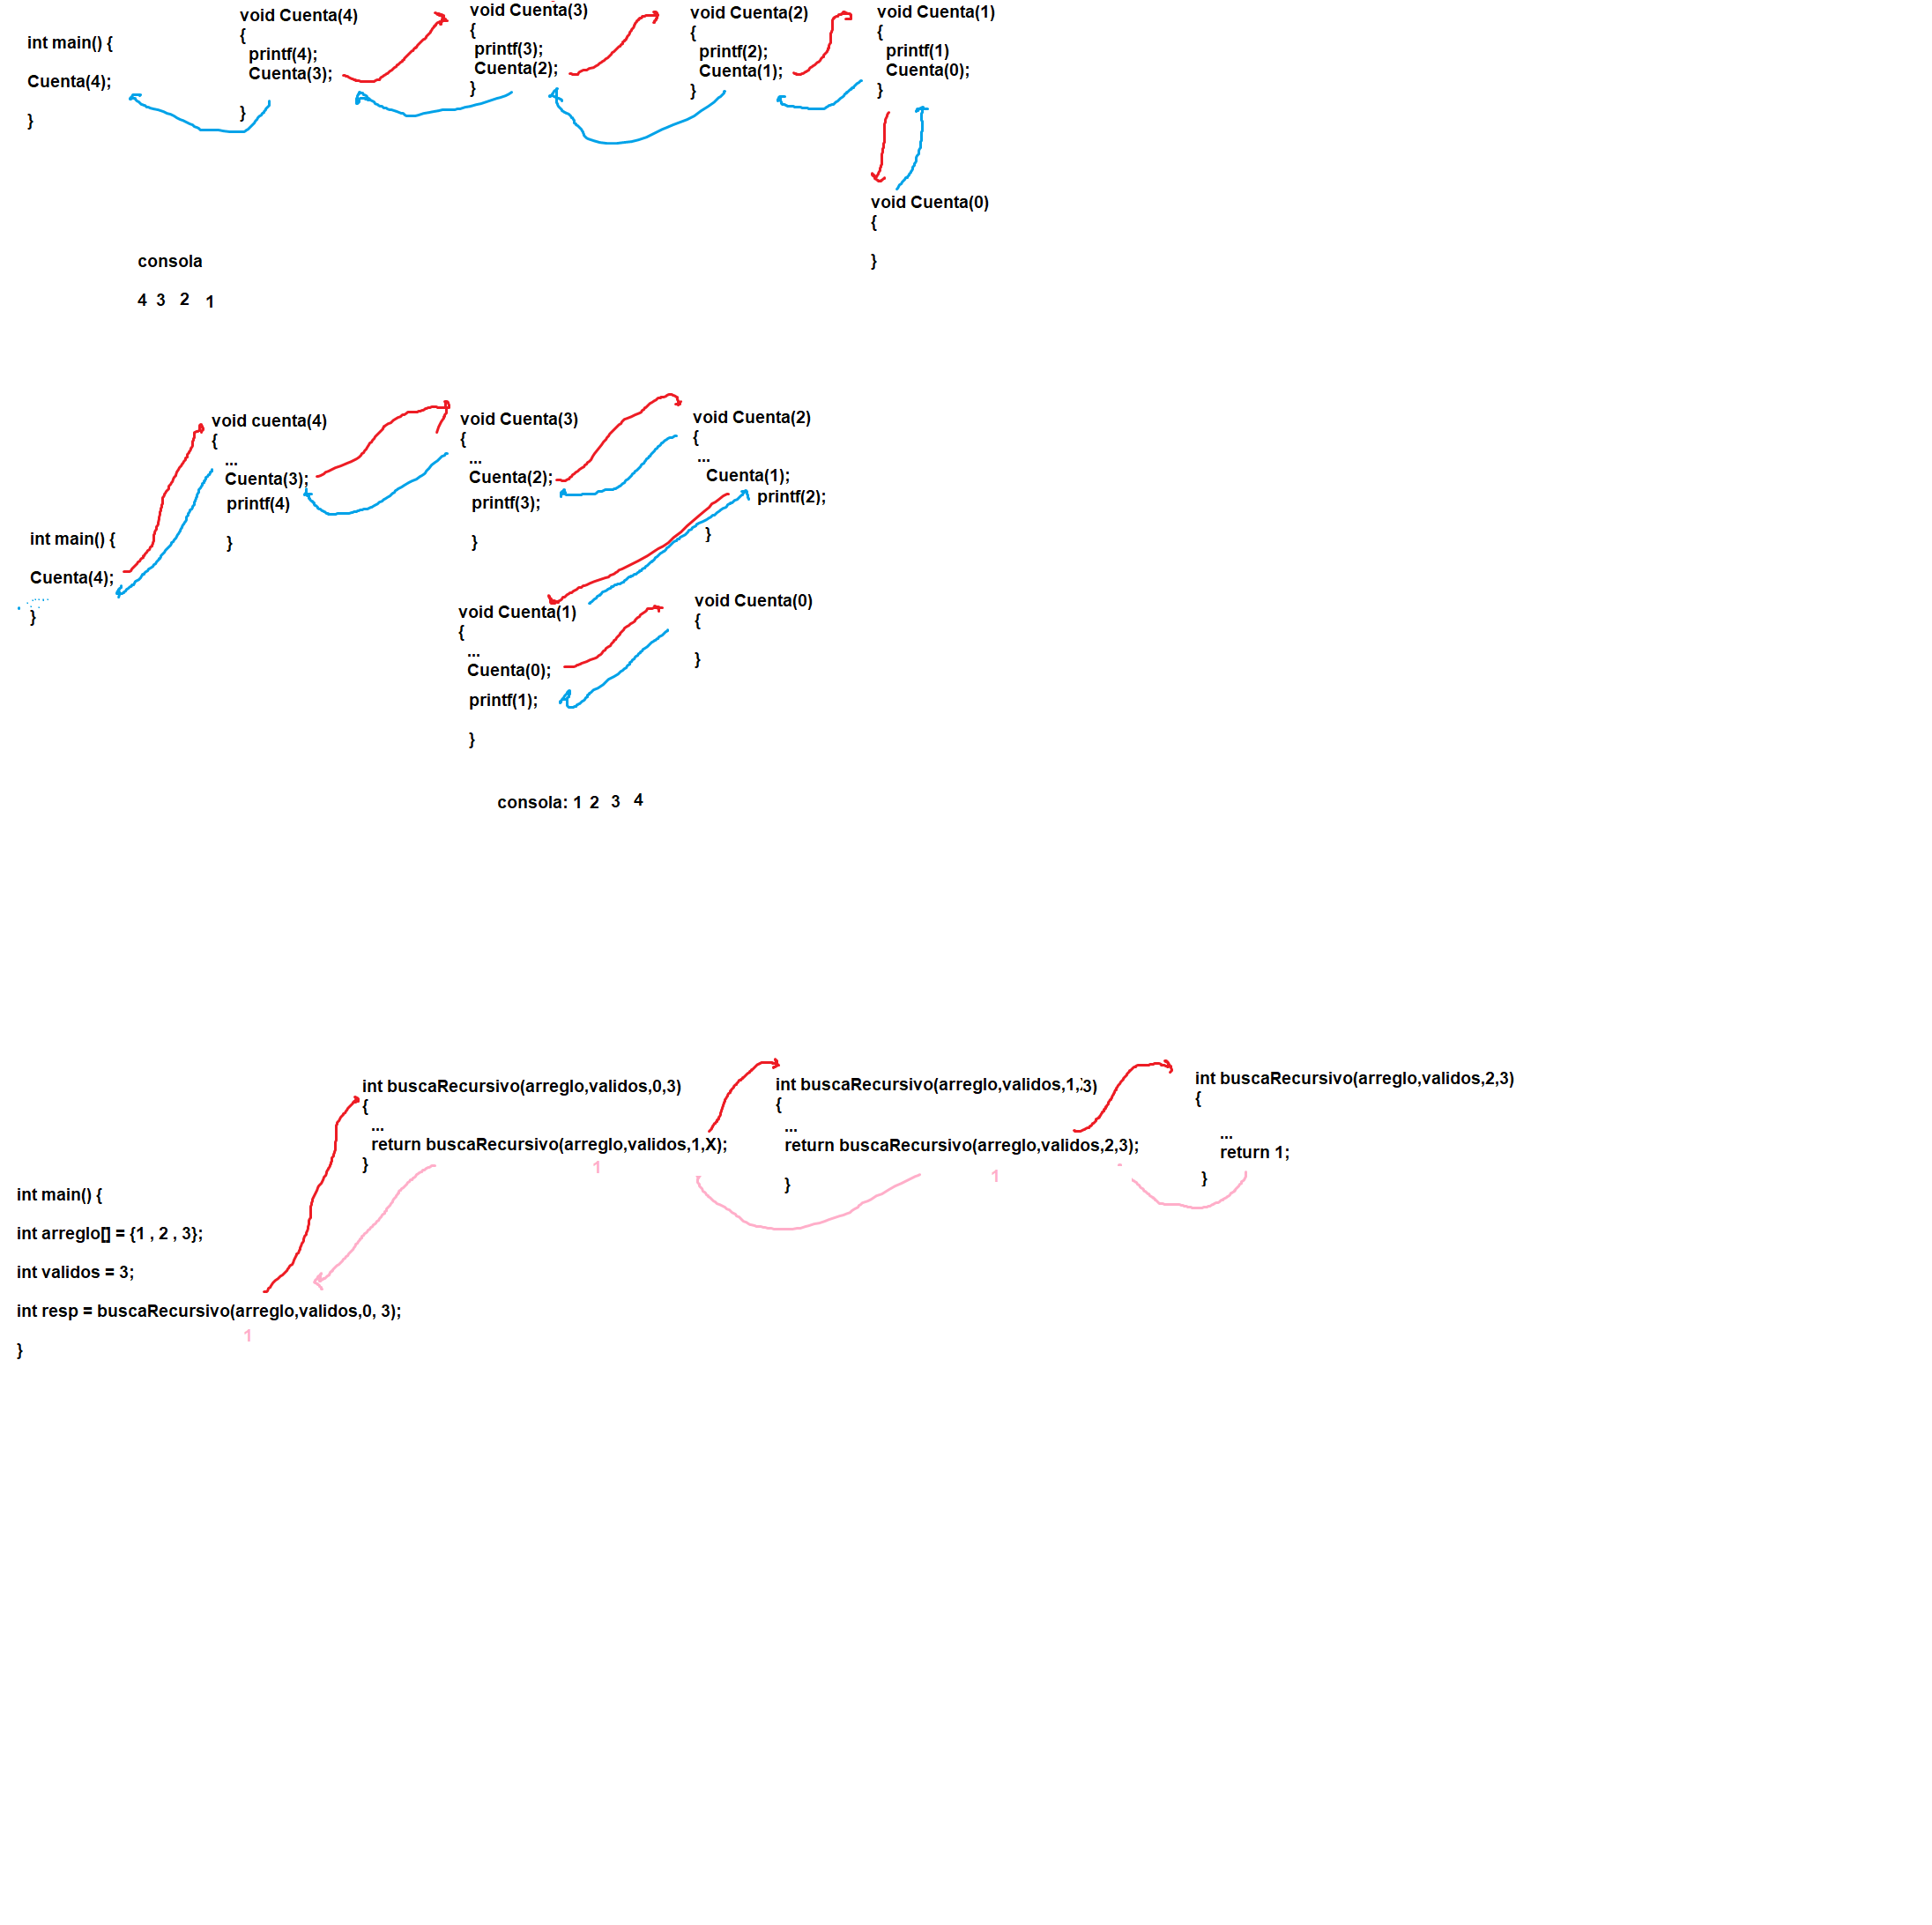 int main() {
Cuenta(4);
}
void Cuenta(4)
{
printf(4);
Cuenta(3);
}
void Cuenta(3)
{
printf(3);
Cuenta(2);
}
void Cuenta(2)
{
printf(2);
Cuenta(1);
}
void Cuenta(1)
{
printf(1)
Cuenta(0);
}
void Cuenta(0)
{
}
consola
4 3 2 1
int main() {
Cuenta(4);
}
void cuenta(4)
{
...
Cuenta(3);
printf(4)
}
void Cuenta(3)
{
...
Cuenta(2);
printf(3);
}
void Cuenta(2)
{
...
Cuenta(1);
printf(2);
}
void Cuenta(1)
{
...
Cuenta(0);
printf(1);
}
void Cuenta(0)
{
}
consola: 1 2 3 4
int main() {
int arreglo[] = {1 , 2 , 3};
int validos = 3;
int resp = buscaRecursivo(arreglo,validos,0, 3);
1
}
int buscaRecursivo(arreglo,validos,0,3)
{
...
return buscaRecursivo(arreglo,validos,1,X);
}
1
int buscaRecursivo(arreglo,validos,1,3)
{
...
return buscaRecursivo(arreglo,validos,2,3);
1
}
int buscaRecursivo(arreglo,validos,2,3)
{
...
return 1;
}